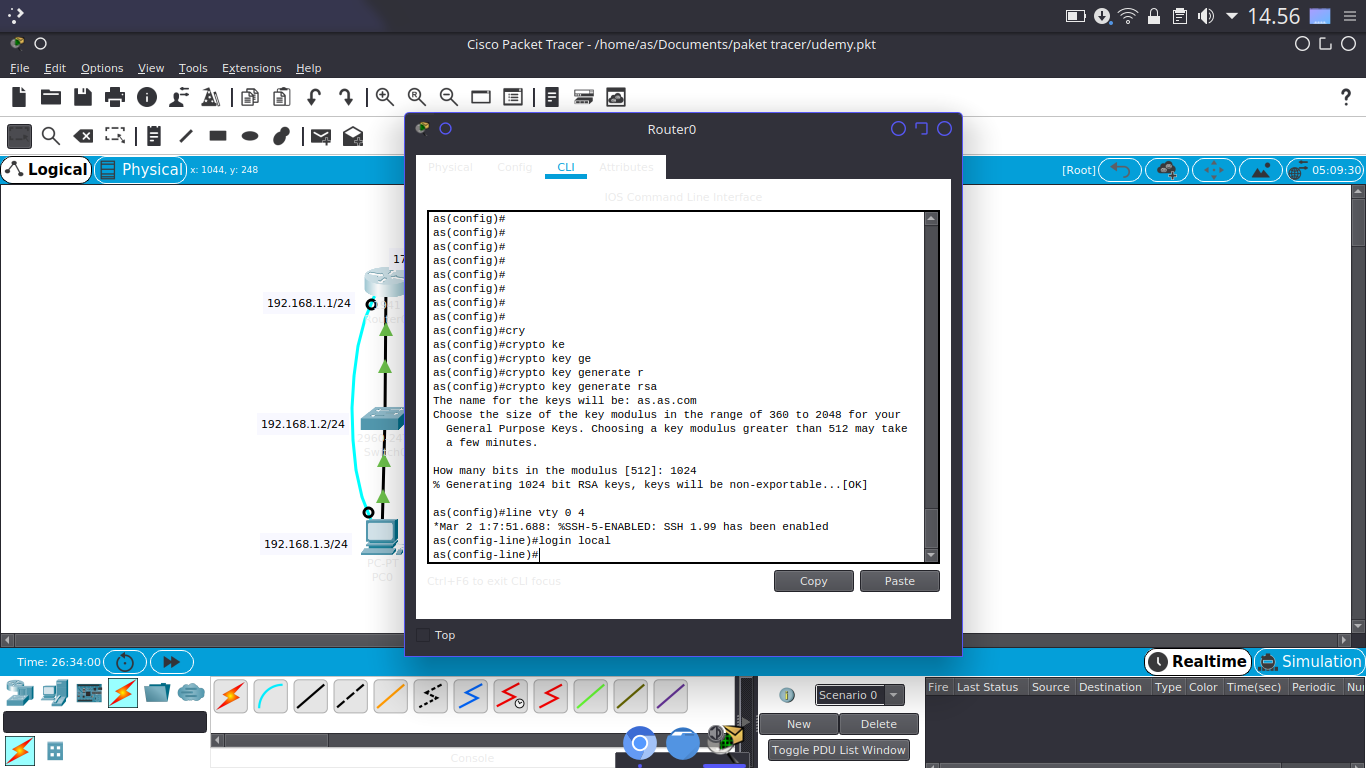 14.56
Cisco Packet Tracer - /home/as/Documents/paket tracer/udemy.pkt
File Edit Options View Tools Extensions Help
?
Router0
Logical Physical x: 1044, y: 248 [Root] 05:09:30
Physical Config CLI Attributes
IOS Command Line Interface
as(config)#
as(config)#
as(config)#
as(config)#
as(config)#
as(config)#
as(config)#
as(config)#
as(config)#cry
as(config)#crypto ke
as(config)#crypto key ge
as(config)#crypto key generate r
as(config)#crypto key generate rsa
The name for the keys will be: as.as.com
Choose the size of the key modulus in the range of 360 to 2048 for your
General Purpose Keys. Choosing a key modulus greater than 512 may take
a few minutes.
How many bits in the modulus [512]: 1024
% Generating 1024 bit RSA keys, keys will be non-exportable...[OK]
as(config)#line vty 0 4
*Mar 2 1:7:51.688: %SSH-5-ENABLED: SSH 1.99 has been enabled
as(config-line)#login local
as(config-line)#
Ctrl+F6 to exit CLI focus
Copy Paste
Top
17
192.168.1.1/24
192.168.1.2/24
192.168.1.3/24
PC-PT
PC0
Time: 26:34:00 Realtime Simulation
Scenario 0
New Delete
Toggle PDU List Window
Fire Last Status Source Destination Type Color Time(sec) Periodic
Console